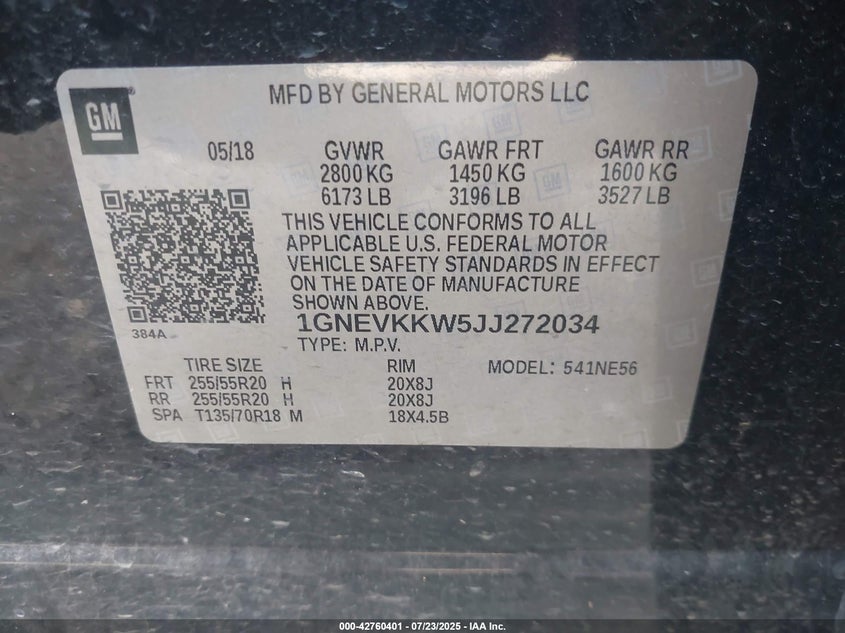 GM
MFD BY GENERAL MOTORS LLC
05/18 GVWR GAWR FRT GAWR RR
2800 KG 1450 KG 1600 KG
6173 LB 3196 LB 3527 LB
THIS VEHICLE CONFORMS TO ALL
APPLICABLE U.S. FEDERAL MOTOR
VEHICLE SAFETY STANDARDS IN EFFECT
ON THE DATE OF MANUFACTURE
SHOWN ABOVE.
384A
1GNEVKKW5JJ272034
TYPE: M.P.V.
TIRE SIZE RIM MODEL: 541NE56
FRT 255/55R20 H 20X8J
RR 255/55R20 H 20X8J
SPA T135/70R18 M 18X4.5B
000-42760401 - 07/23/2025 - IAA Inc.